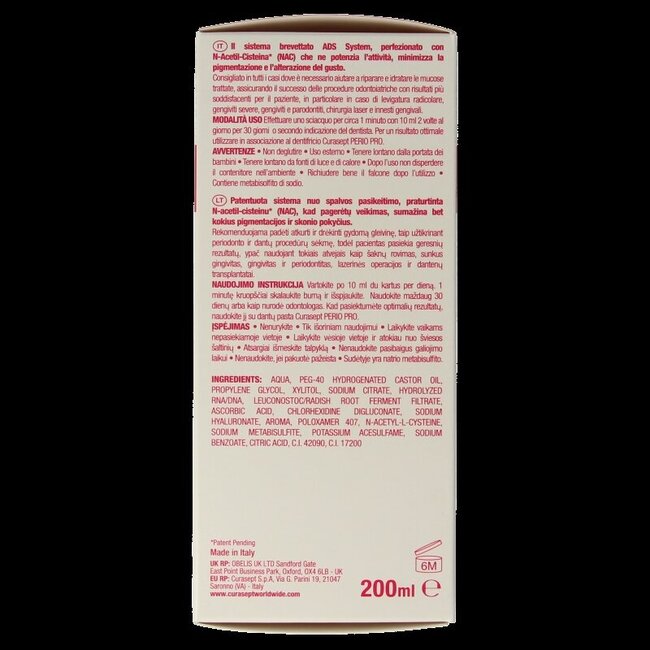 IT Il sistema brevettato ADS System, perfezionato con
N-Acetil-Cisteina* (NAC) che ne potenzia l'attività, minimizza la
pigmentazione e l'alterazione del gusto.
Consigliato in tutti i casi dove è necessario aiutare a riparare e idratare le mucose
trattate, assicurando il successo delle procedure odontoiatriche con risultati più
soddisfacenti per il paziente, in particolare in caso di levigatura radicolare,
gengiviti severe, gengiviti e parodontiti, chirurgia laser e innesti gengivali.
MODALITÀ USO Effettuare uno sciacquo per circa 1 minuto con 10 ml 2 volte al
giorno per 30 giorni o secondo indicazione del dentista. Per un risultato ottimale
utilizzare in associazione al dentifricio Curasept PERIO PRO.
AVVERTENZE • Non deglutire • Uso esterno • Tenere lontano dalla portata dei
bambini • Tenere lontano da fonti di luce e di calore • Dopo l'uso non disperdere
il contenitore nell'ambiente • Richiudere bene il falcone dopo l'utilizzo •
Contiene metabisolfito di sodio.
LT Patentuota sistema nuo spalvos pasikeitimo, praturtinta
N-acetil-cisteinu* (NAC), kad pagerėtų veikimas, sumažina bet
kokius pigmentacijos ir skonio pokyčius.
Rekomenduojama padėti atkurti ir drėkinti gydomą gleivinę, taip užtikrinant
periodonto ir dantų procedūrų sėkmę, todėl pacientas pasiekia geresnių
rezultatų, ypač naudojant tokiais atvejais kaip šaknų rovimas, sunkus
gingivitas, gingivitas ir periodontitas, lazerinės operacijos ir dantenų
transplantatai.
NAUDOJIMO INSTRUKCIJA Vartokite po 10 ml du kartus per dieną. 1
minutę kruopščiai skalaukite burną ir išspjaukite. Naudokite maždaug 30
dienų arba kaip nurodė odontologas. Kad pasiektumėte optimalių rezultatų,
naudokite jį su dantų pasta Curasept PERIO PRO.
ĮSPĖJIMAS • Nenurykite • Tik išoriniam naudojimui • Laikykite vaikams
nepasiekiamoje vietoje • Laikykite vėsioje vietoje ir atokiau nuo šviesos
šaltinių • Atsargiai išmeskite talpyklą • Nenaudokite pasibaigus galiojimo
laikui • Nenaudokite, jei pakuotė pažeista • Sudėtyje yra natrio metabisulfito.
INGREDIENTS: AQUA, PEG-40 HYDROGENATED CASTOR OIL,
PROPYLENE GLYCOL, XYLITOL, SODIUM CITRATE, HYDROLYZED
RNA/DNA, LEUCONOSTOC/RADISH ROOT FERMENT FILTRATE,
ASCORBIC ACID, CHLORHEXIDINE DIGLUCONATE, SODIUM
HYALURONATE, AROMA, POLOXAMER 407, N-ACETYL-L-CYSTEINE,
SODIUM METABISULFITE, POTASSIUM ACESULFAME, SODIUM
BENZOATE, CITRIC ACID, C.I. 42090, C.I. 17200
*Patent Pending
Made in Italy
UK RP: OBELIS UK LTD Sandford Gate
East Point Business Park, Oxford, OX4 6LB - UK
EU RP: Curasept S.p.A, Via G. Parini 19, 21047
Saronno (VA) - Italy
www.curaseptworldwide.com
6M
200ml e